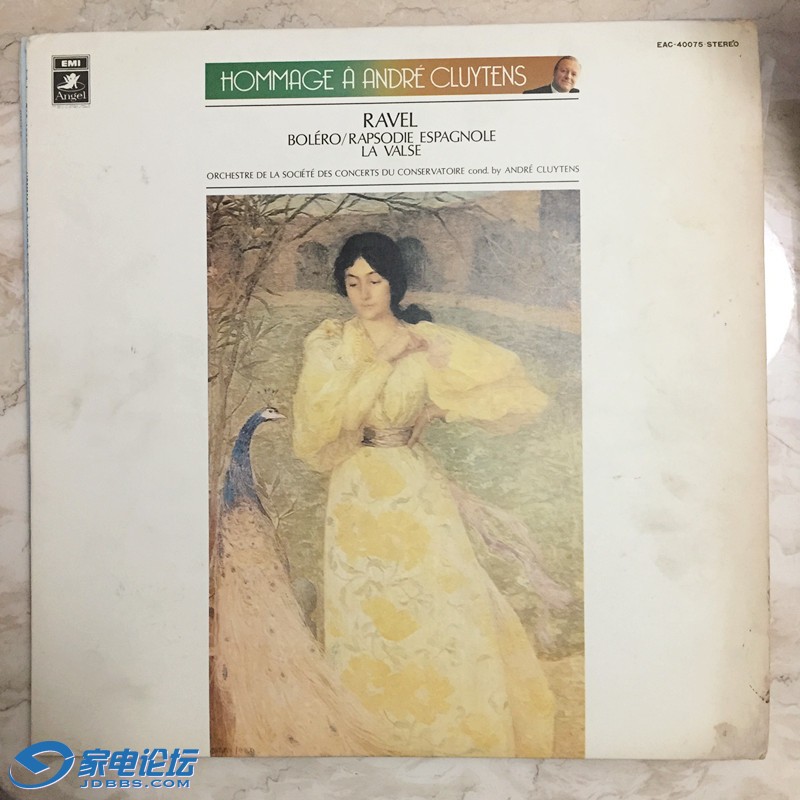 EAC-40075 STEREO
EMI
Angel
HOMMAGE À ANDRÉ CLUYTENS
RAVEL
BOLÉRO/RAPSODIE ESPAGNOLE
LA VALSE
ORCHESTRE DE LA SOCIÉTÉ DES CONCERTS DU CONSERVATOIRE cond. by ANDRÉ CLUYTENS
家电论坛
JDBBS.COM